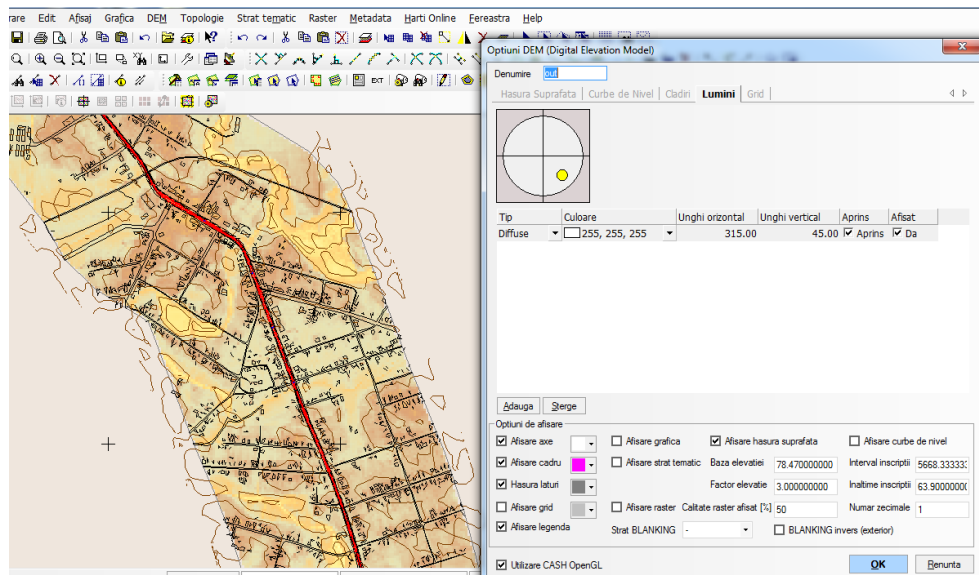 rare Edit Afisaj Grafica DEM Topologie Strat tematic Raster Metadata Harti Online Fereastra Help
EXT
Optiuni DEM (Digital Elevation Model)
Denumire out
Hasura Suprafata Curbe de Nivel Cladiri Lumini Grid
Tip Culoare Unghi orizontal Unghi vertical Aprins Afisat
Diffuse 255, 255, 255 315.00 45.00 Aprins Da
Adauga Sterge
Optiuni de afisare
Afisare axe Afisare grafica Afisare hasura suprafata Afisare curbe de nivel
Afisare cadru Afisare strat tematic Baza elevatiei 78.470000000 Interval inscriptii 5668.333333
Hasura laturi Factor elevatie 3.000000000 Inaltime inscriptii 63.90000000
Afisare grid Afisare raster Calitate raster afisat [%] 50 Numar zecimale 1
Afisare legenda Strat BLANKING - BLANKING invers (exterior)
Utilizare CASH OpenGL OK Renunta